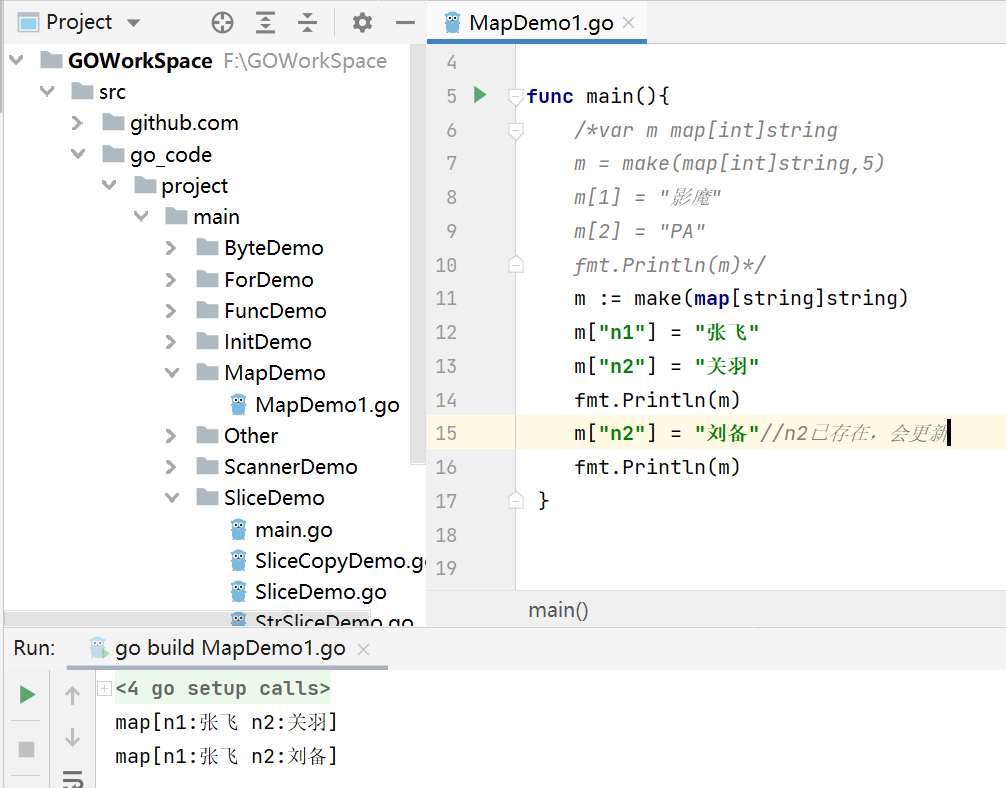 Project
GOWorkSpace F:\GOWorkSpace
src
github.com
go_code
project
main
ByteDemo
ForDemo
FuncDemo
InitDemo
MapDemo
MapDemo1.go
Other
ScannerDemo
SliceDemo
main.go
SliceCopyDemo.go
SliceDemo.go
StrSliceDemo.go
MapDemo1.go
4
5 func main(){
6 /*var m map[int]string
7 m = make(map[int]string,5)
8 m[1] = "影魔"
9 m[2] = "PA"
10 fmt.Println(m)*/
11 m := make(map[string]string)
12 m["n1"] = "张飞"
13 m["n2"] = "关羽"
14 fmt.Println(m)
15 m["n2"] = "刘备"//n2已存在，会更新
16 fmt.Println(m)
17 }
18
19
main()
Run: go build MapDemo1.go
<4 go setup calls>
map[n1:张飞 n2:关羽]
map[n1:张飞 n2:刘备]